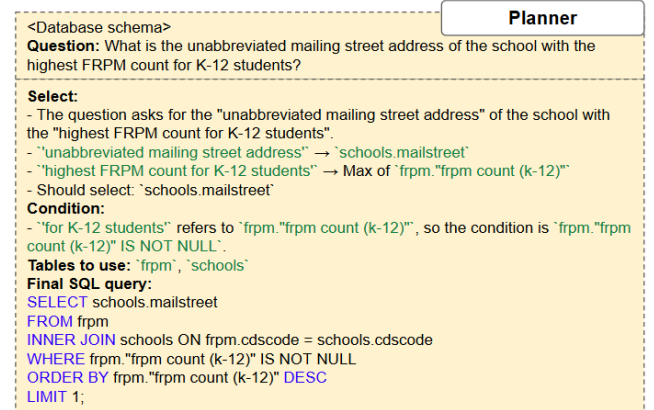 Planner
<Database schema>
Question: What is the unabbreviated mailing street address of the school with the
highest FRPM count for K-12 students?
Select:
- The question asks for the "unabbreviated mailing street address" of the school with
the "highest FRPM count for K-12 students".
- `'unabbreviated mailing street address'` → `schools.mailstreet`
- `'highest FRPM count for K-12 students'` → Max of `frpm."frpm count (k-12)"`
- Should select: `schools.mailstreet`
Condition:
- `'for K-12 students'` refers to `frpm."frpm count (k-12)"`, so the condition is `frpm."frpm
count (k-12)" IS NOT NULL`.
Tables to use: `frpm`, `schools`
Final SQL query:
SELECT schools.mailstreet
FROM frpm
INNER JOIN schools ON frpm.cdscode = schools.cdscode
WHERE frpm."frpm count (k-12)" IS NOT NULL
ORDER BY frpm."frpm count (k-12)" DESC
LIMIT 1;